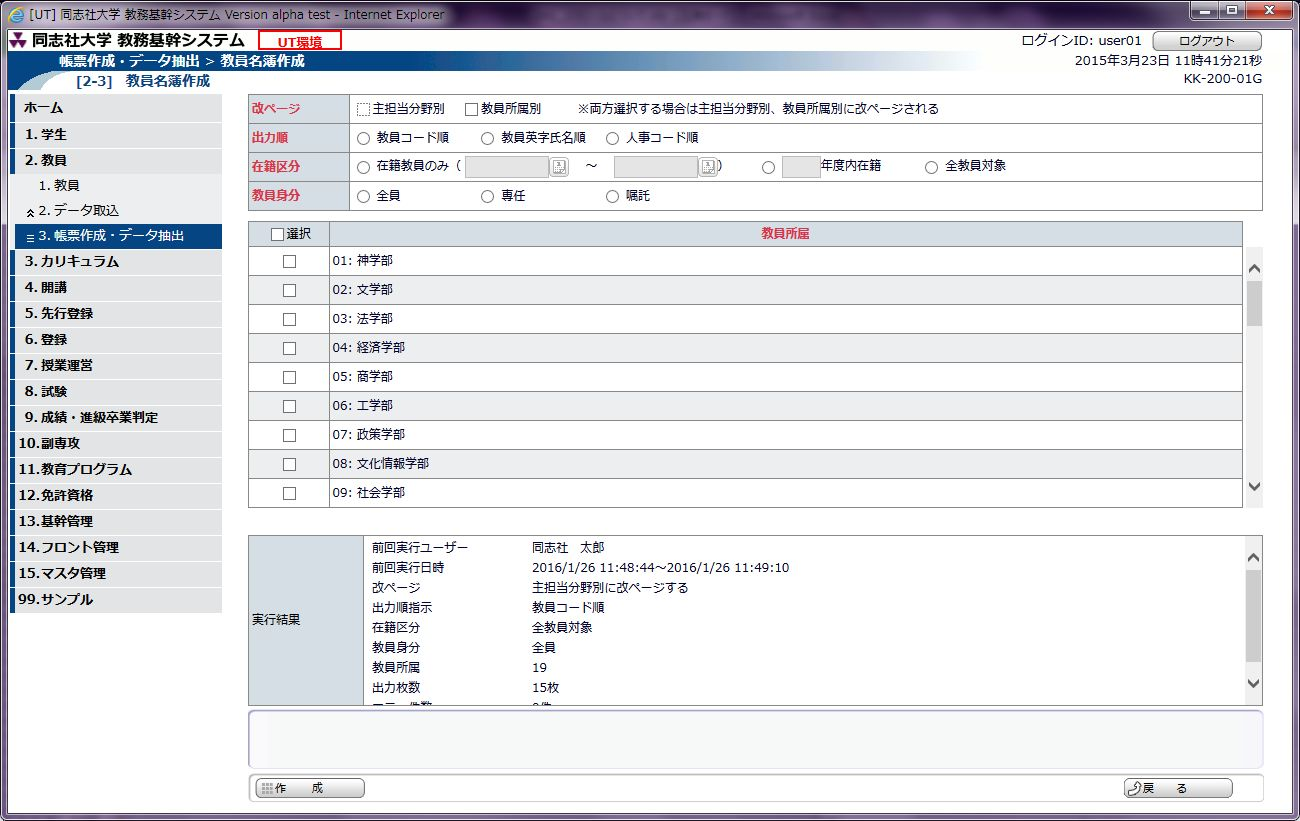 [UT] 同志社大学 教務基幹システム Version alpha test - Internet Explorer
同志社大学 教務基幹システム UT環境 ログインID: user01 ログアウト
帳票作成・データ抽出 > 教員名簿作成 2015年3月23日 11時41分21秒
[2-3] 教員名簿作成 KK-200-01G
ホーム
1. 学生
2. 教員
1. 教員
2. データ取込
3. 帳票作成・データ抽出
3. カリキュラム
4. 開講
5. 先行登録
6. 登録
7. 授業運営
8. 試験
9. 成績・進級卒業判定
10.副専攻
11.教育プログラム
12.免許資格
13.基幹管理
14.フロント管理
15.マスタ管理
99.サンプル
改ページ 主担当分野別 教員所属別 ※両方選択する場合は主担当分野別、教員所属別に改ページされる
出力順 教員コード順 教員英字氏名順 人事コード順
在籍区分 在籍教員のみ ( ～ ) 年度内在籍 全教員対象
教員身分 全員 専任 嘱託
選択 教員所属
01: 神学部
02: 文学部
03: 法学部
04: 経済学部
05: 商学部
06: 工学部
07: 政策学部
08: 文化情報学部
09: 社会学部
実行結果
前回実行ユーザー 同志社　太郎
前回実行日時 2016/1/26 11:48:44～2016/1/26 11:49:10
改ページ 主担当分野別に改ページする
出力順指示 教員コード順
在籍区分 全教員対象
教員身分 全員
教員所属 19
出力枚数 15枚
作　成 戻　る